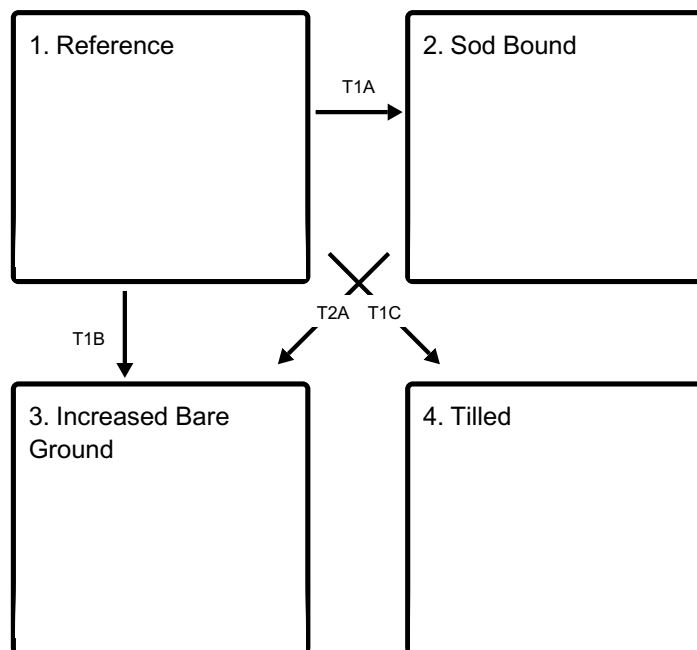 1. Reference
2. Sod Bound
T1A
T2A
T1C
T1B
3. Increased Bare
Ground
4. Tilled